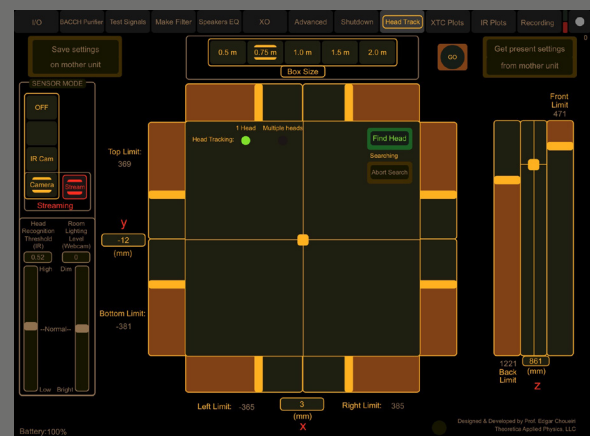 I/O
BACCH Purifier
Test Signals
Make Filter
Speakers EQ
XO
Advanced
Shutdown
Head Track
XTC Plots
IR Plots
Recording
0
Save settings
on mother unit
0.5 m
0.75 m
1.0 m
1.5 m
2.0 m
Box Size
GO
Get present settings
from mother unit
SENSOR MODE
OFF
IR Cam
Camera
Stream
Streaming
Head
Recognition
Threshold
(IR)
0.52
Room
Lighting
Level
(Webcam)
0
High
Dim
–Normal–
Low
Bright
Battery:100%
Top Limit:
369
y
-12
(mm)
Bottom Limit:
-381
1 Head
Multiple heads
Head Tracking:
Find Head
Searching
Abort Search
Left Limit:
-365
3
(mm)
x
Right Limit:
385
Front
Limit
471
1221
Back
Limit
861
(mm)
z
Designed & Developed by Prof. Edgar Choueiri
Theoretica Applied Physics, LLC